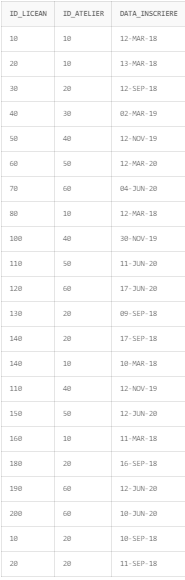 ID_LICEAN ID_ATELIER DATA_INSCRIERE
10 10 12-MAR-18
20 10 13-MAR-18
30 20 12-SEP-18
40 30 02-MAR-19
50 40 12-NOV-19
60 50 12-MAR-20
70 60 04-JUN-20
80 10 12-MAR-18
100 40 30-NOV-19
110 50 11-JUN-20
120 60 17-JUN-20
130 20 09-SEP-18
140 20 17-SEP-18
140 10 10-MAR-18
110 40 12-NOV-19
150 50 12-JUN-20
160 10 11-MAR-18
180 20 16-SEP-18
190 60 12-JUN-20
200 60 10-JUN-20
10 20 10-SEP-18
20 20 11-SEP-18